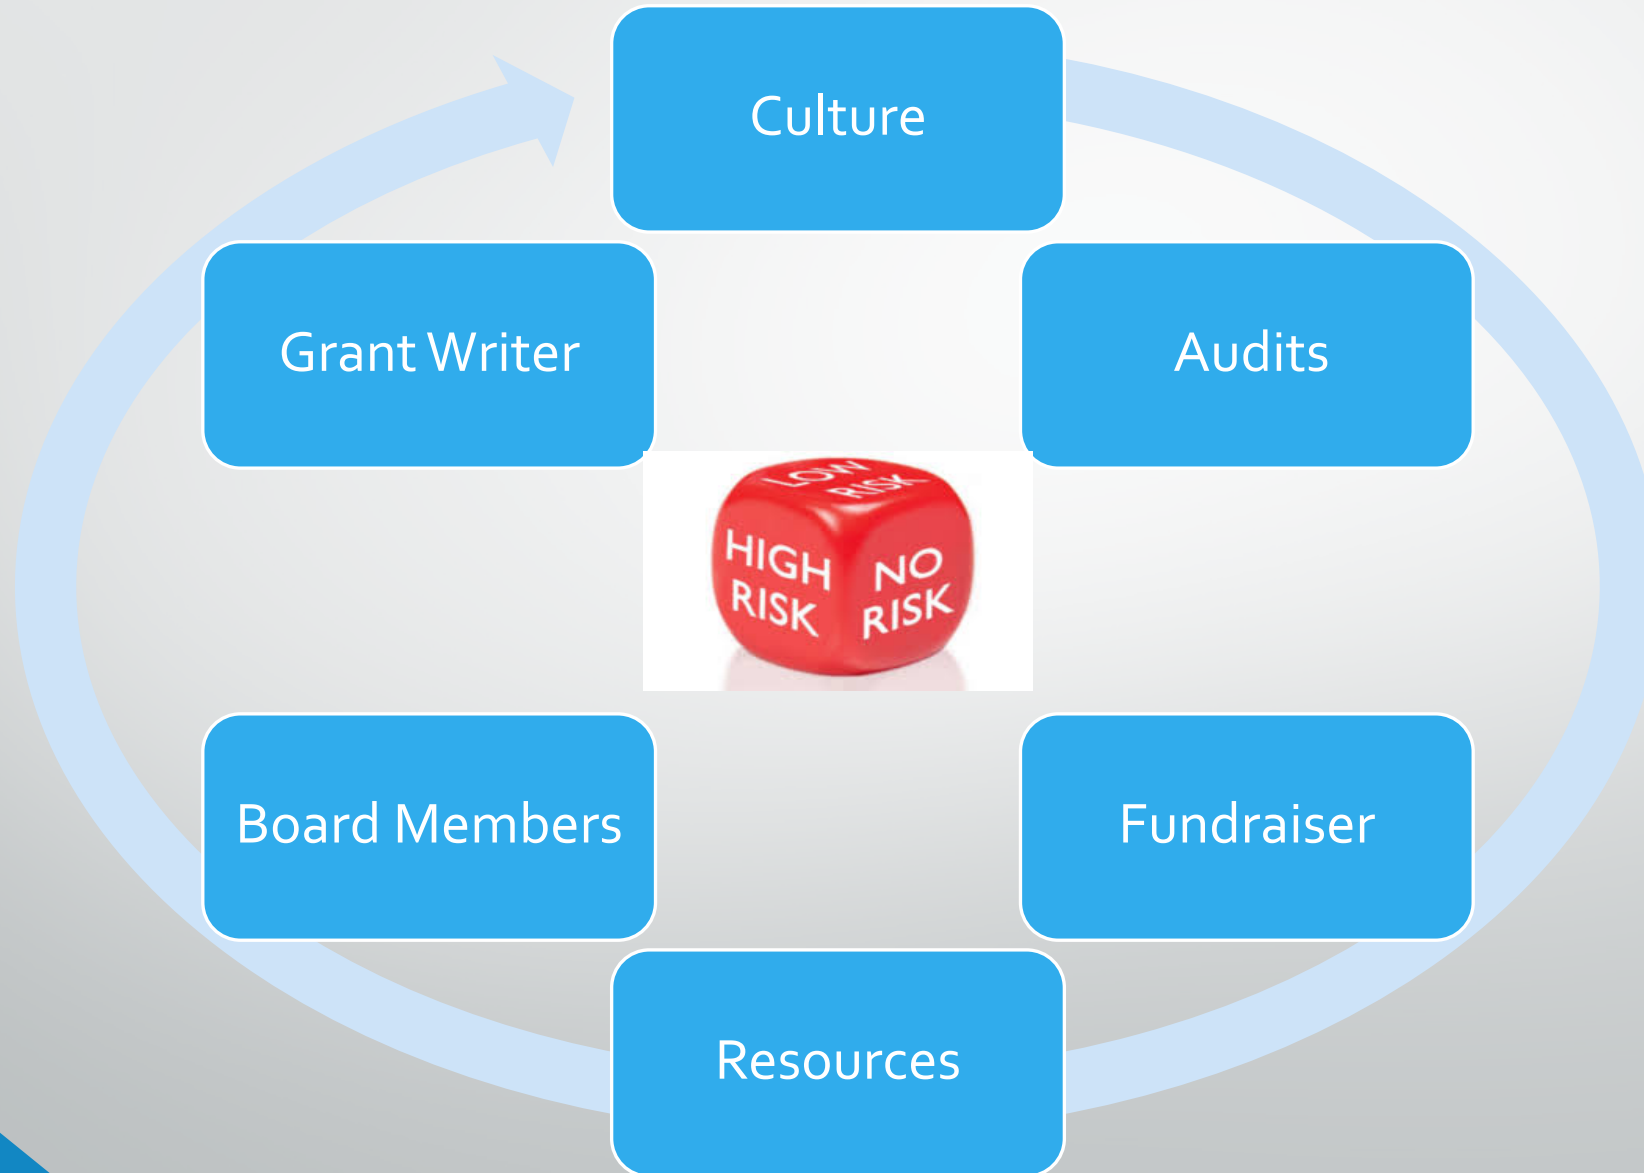 Culture
Grant Writer
Audits
LOW
RISK
HIGH
RISK
NO
RISK
Board Members
Fundraiser
Resources